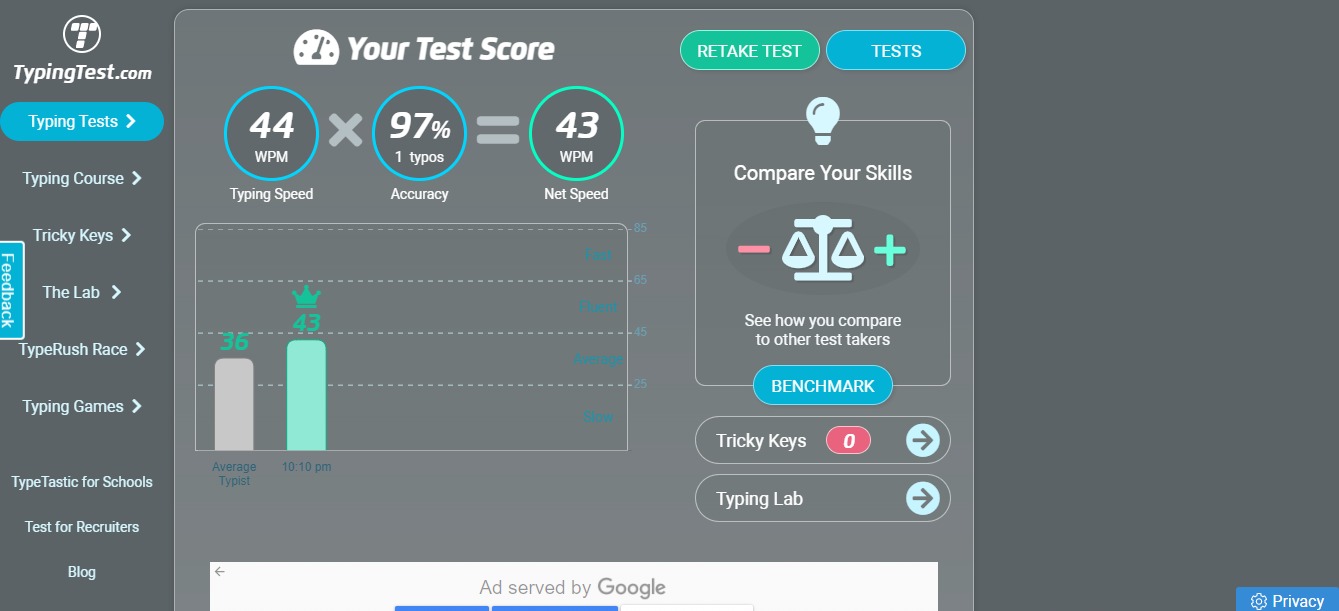 TypingTest.com
Typing Tests
Typing Course
Tricky Keys
The Lab
TypeRush Race
Typing Games
TypeTastic for Schools
Test for Recruiters
Blog
Feedback
Your Test Score
RETAKE TEST
TESTS
44
WPM
Typing Speed
97%
1 typos
Accuracy
43
WPM
Net Speed
85
Fast
65
Fluent
45
Average
25
Slow
36
43
Average
Typist
10:10 pm
Compare Your Skills
See how you compare
to other test takers
BENCHMARK
Tricky Keys 0
Typing Lab
Ad served by Google
Privacy